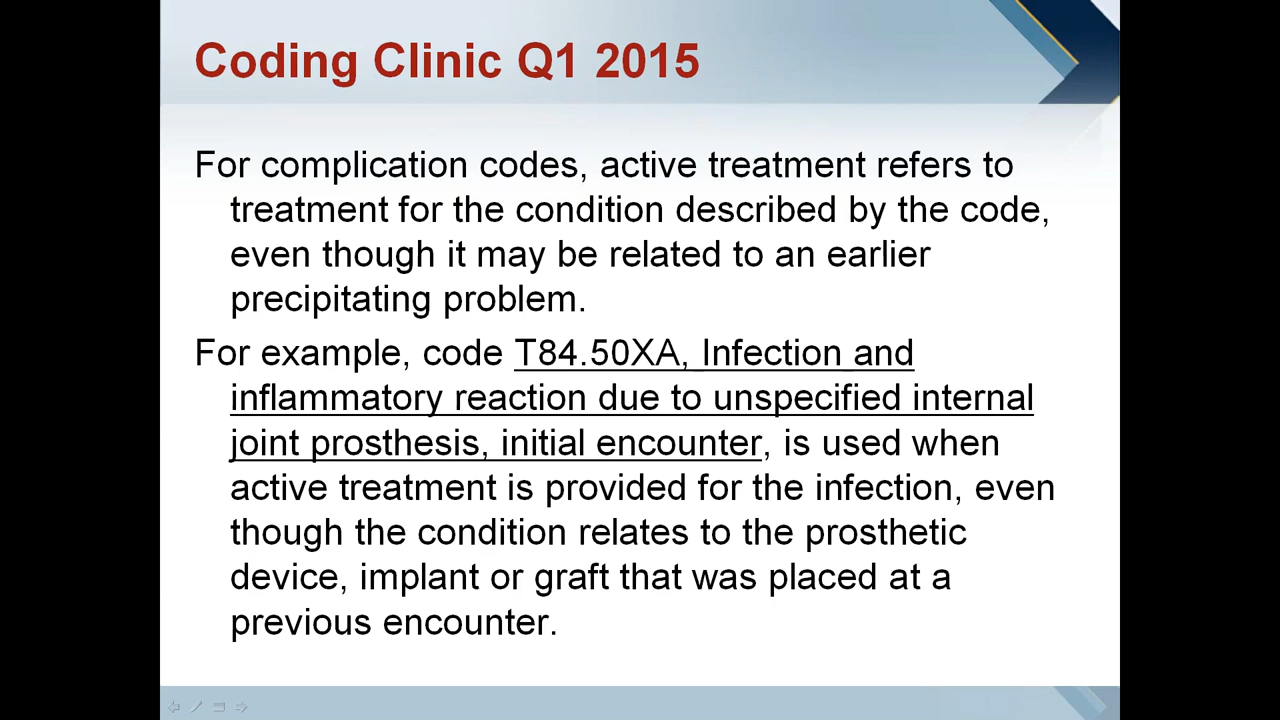 Coding Clinic Q1 2015
For complication codes, active treatment refers to
treatment for the condition described by the code,
even though it may be related to an earlier
precipitating problem.
For example, code T84.50XA, Infection and
inflammatory reaction due to unspecified internal
joint prosthesis, initial encounter, is used when
active treatment is provided for the infection, even
though the condition relates to the prosthetic
device, implant or graft that was placed at a
previous encounter.